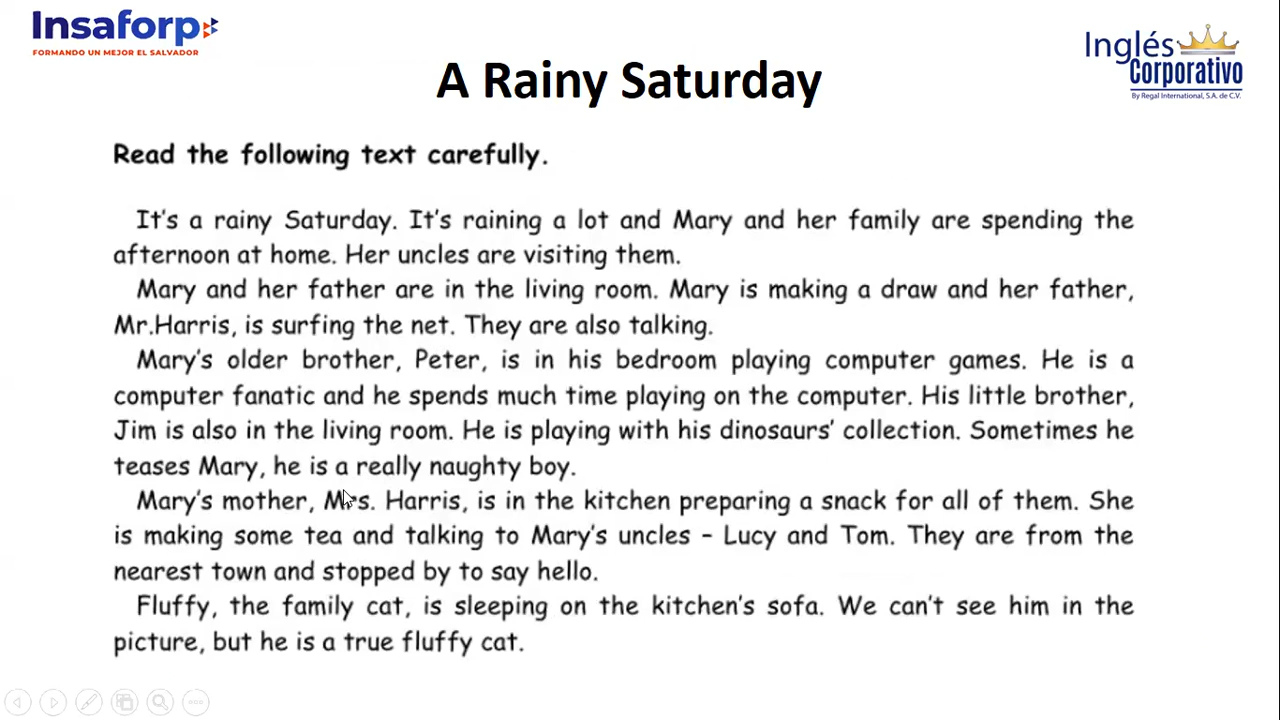 Insaforp
FORMANDO UN MEJOR EL SALVADOR
Inglés
Corporativo
By Regal International, S.A. de C.V.
A Rainy Saturday
Read the following text carefully.
It's a rainy Saturday. It's raining a lot and Mary and her family are spending the
afternoon at home. Her uncles are visiting them.
Mary and her father are in the living room. Mary is making a draw and her father,
Mr.Harris, is surfing the net. They are also talking.
Mary's older brother, Peter, is in his bedroom playing computer games. He is a
computer fanatic and he spends much time playing on the computer. His little brother,
Jim is also in the living room. He is playing with his dinosaurs' collection. Sometimes he
teases Mary, he is a really naughty boy.
Mary's mother, Mrs. Harris, is in the kitchen preparing a snack for all of them. She
is making some tea and talking to Mary's uncles – Lucy and Tom. They are from the
nearest town and stopped by to say hello.
Fluffy, the family cat, is sleeping on the kitchen's sofa. We can't see him in the
picture, but he is a true fluffy cat.